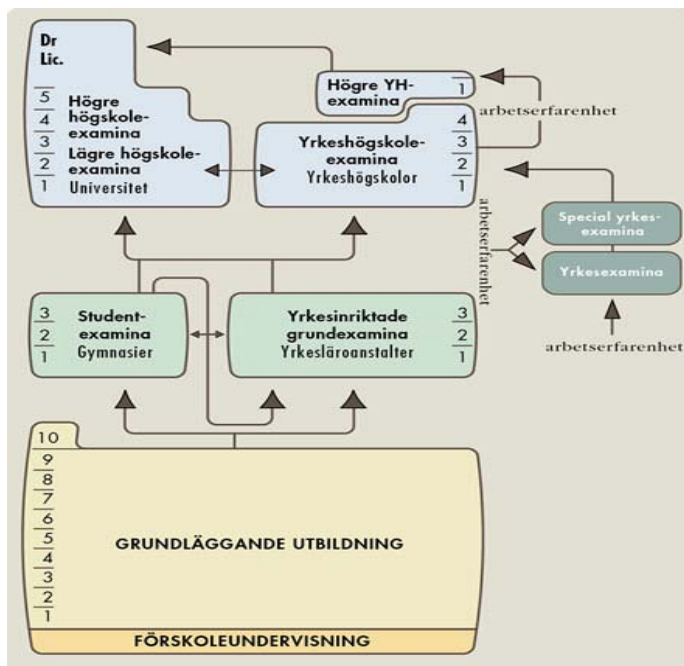 Dr
Lic.
5
4
3
2
1
Högre
högskole-
examina
Lägre högskole-
examina
Universitet
Högre YH-
examina
1
arbetserfarenhet
Yrkeshögskole-
examina
Yrkeshögskolor
4
3
2
1
arbetserfarenhet
Special yrkes-
examina
Yrkesexamina
arbetserfarenhet
3
2
1
Student-
examina
Gymnasier
Yrkesinriktade
grundexamina
Yrkesläroanstalter
3
2
1
10
9
8
7
6
5
4
3
2
1
GRUNDLÄGGANDE UTBILDNING
FÖRSKOLEUNDERVISNING